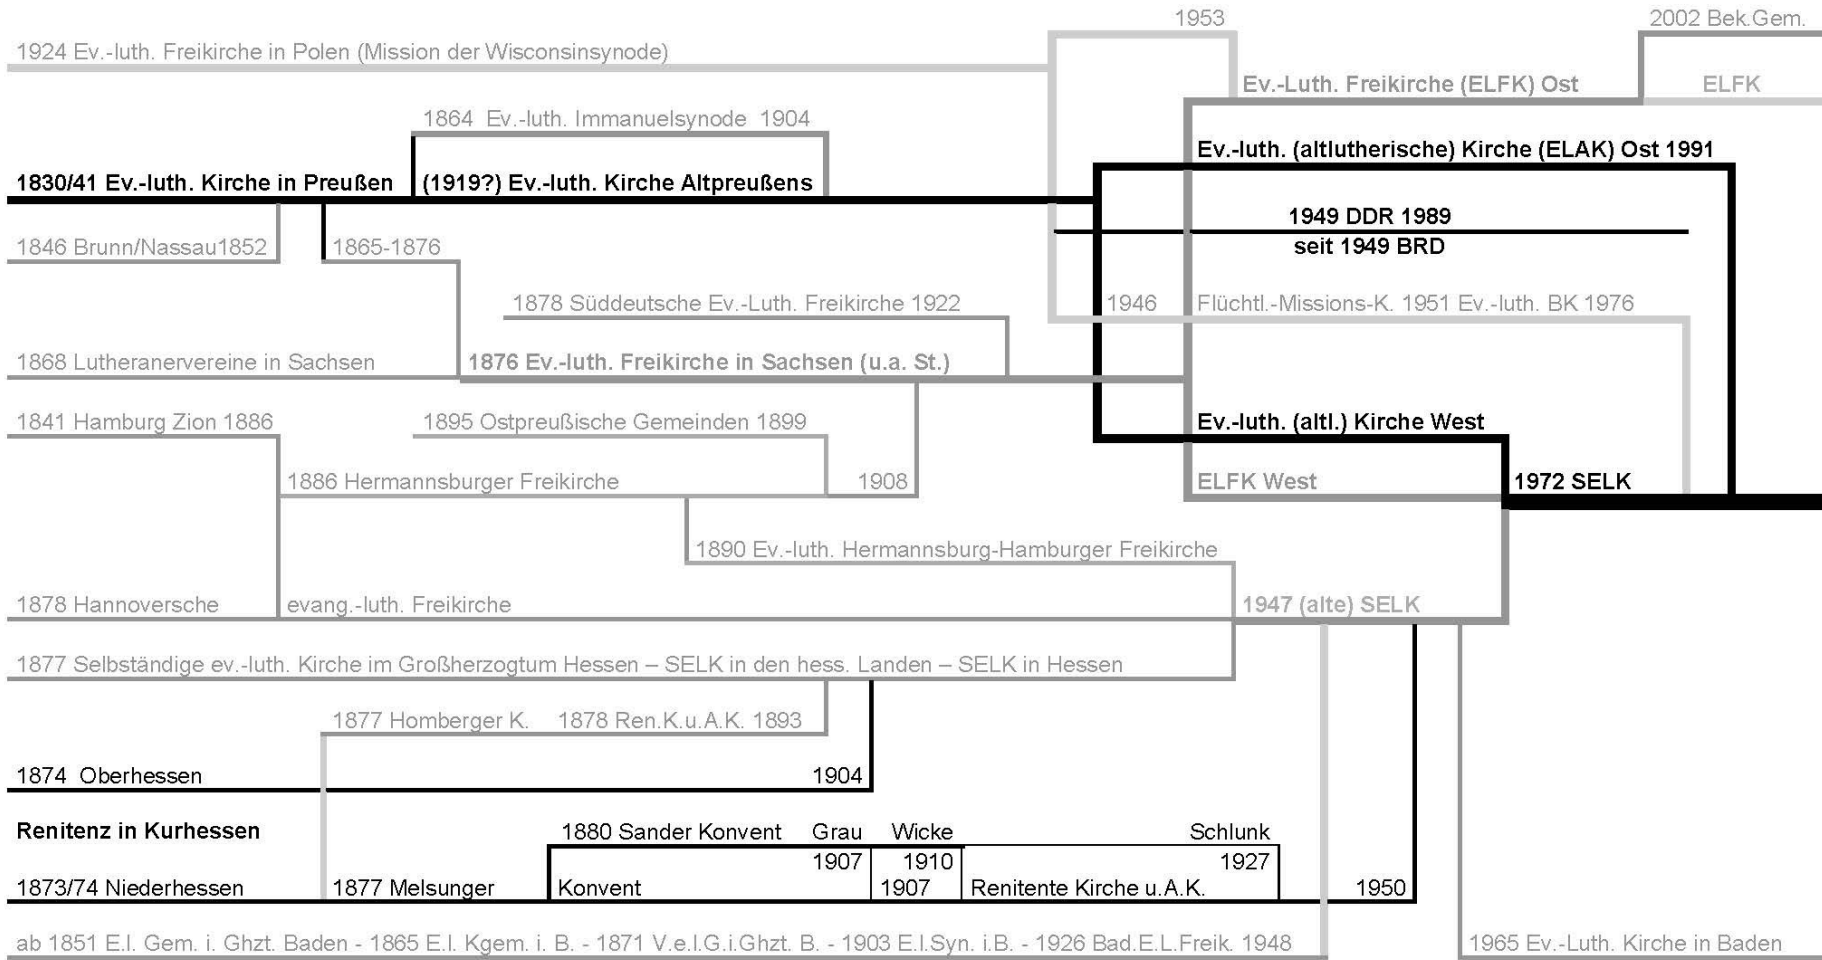 1953
2002 Bek.Gem.
1924 Ev.-luth. Freikirche in Polen (Mission der Wisconsinsynode)
Ev.-Luth. Freikirche (ELFK) Ost
ELFK
1864 Ev.-luth. Immanuelsynode 1904
Ev.-luth. (altlutherische) Kirche (ELAK) Ost 1991
1830/41 Ev.-luth. Kirche in Preußen
(1919?) Ev.-luth. Kirche Altpreußens
1949 DDR 1989
seit 1949 BRD
1846 Brunn/Nassau1852
1865-1876
1878 Süddeutsche Ev.-Luth. Freikirche 1922
1946
Flüchtl.-Missions-K. 1951 Ev.-luth. BK 1976
1868 Lutheranervereine in Sachsen
1876 Ev.-luth. Freikirche in Sachsen (u.a. St.)
1841 Hamburg Zion 1886
1895 Ostpreußische Gemeinden 1899
Ev.-luth. (altl.) Kirche West
1886 Hermannsburger Freikirche
1908
ELFK West
1972 SELK
1890 Ev.-luth. Hermannsburg-Hamburger Freikirche
1878 Hannoversche
evang.-luth. Freikirche
1947 (alte) SELK
1877 Selbständige ev.-luth. Kirche im Großherzogtum Hessen – SELK in den hess. Landen – SELK in Hessen
1877 Homberger K.
1878 Ren.K.u.A.K. 1893
1874 Oberhessen
1904
Renitenz in Kurhessen
1880 Sander Konvent
Grau
Wicke
Schlunk
1907
1910
1927
1873/74 Niederhessen
1877 Melsunger
Konvent
1907
Renitente Kirche u.A.K.
1950
ab 1851 E.l. Gem. i. Ghzt. Baden - 1865 E.l. Kgem. i. B. - 1871 V.e.l.G.i.Ghzt. B. - 1903 E.l.Syn. i.B. - 1926 Bad.E.L.Freik. 1948
1965 Ev.-Luth. Kirche in Baden